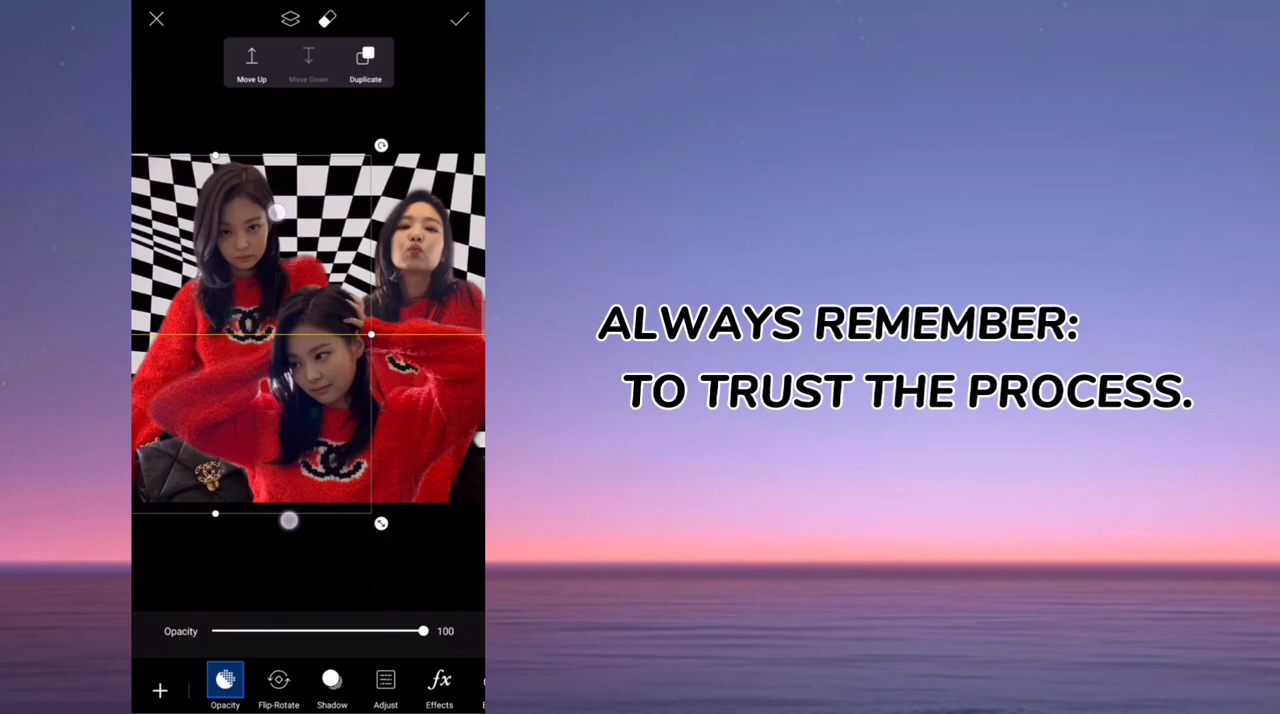 Move Up
Move Down
Duplicate
ALWAYS REMEMBER:
TO TRUST THE PROCESS.
Opacity 100
Opacity
Flip-Rotate
Shadow
Adjust
fx
Effects